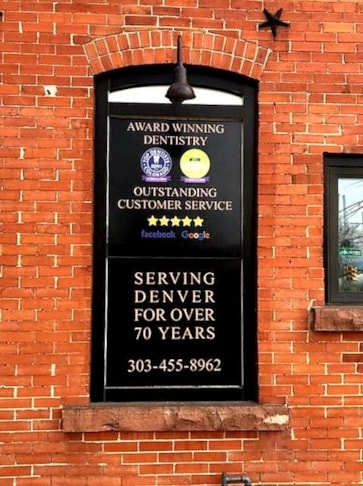 AWARD WINNING
DENTISTRY
OUTSTANDING
CUSTOMER SERVICE
facebook Google
SERVING
DENVER
FOR OVER
70 YEARS
303-455-8962